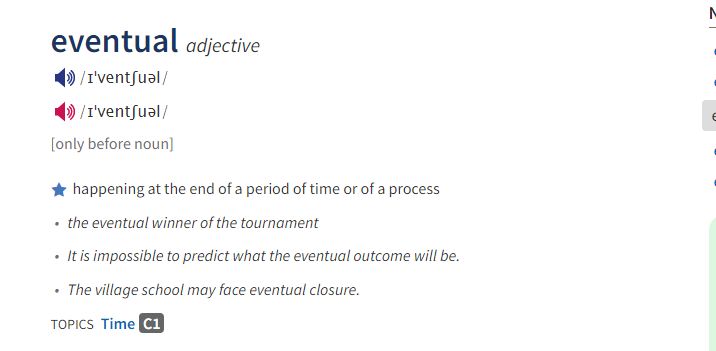 eventual adjective
/ɪˈventʃuəl/
/ɪˈventʃuəl/
[only before noun]
happening at the end of a period of time or of a process
• the eventual winner of the tournament
• It is impossible to predict what the eventual outcome will be.
• The village school may face eventual closure.
TOPICS Time C1